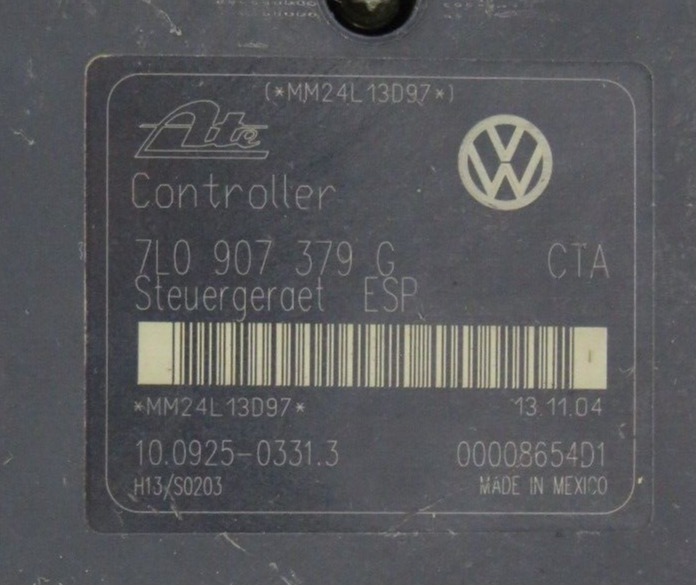 (*MM24L13D97*)
Ate
Controller
7L0 907 379 G CTA
Steuergeraet ESP
*MM24L13D97* 13.11.04
10.0925-0331.3 00008654D1
H13/S0203 MADE IN MEXICO